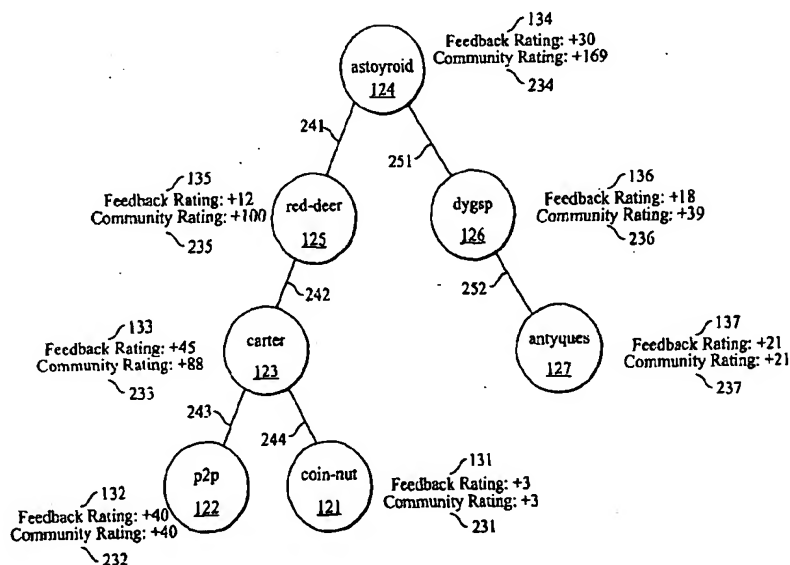 134
Feedback Rating: +30
Community Rating: +169
234
astoyroid
124
241
251
135
Feedback Rating: +12
Community Rating: +100
235
red-deer
125
dygsp
126
136
Feedback Rating: +18
Community Rating: +39
236
242
252
133
Feedback Rating: +45
Community Rating: +88
233
carter
123
antyques
127
137
Feedback Rating: +21
Community Rating: +21
237
243
244
132
Feedback Rating: +40
Community Rating: +40
232
p2p
122
coin-nut
121
131
Feedback Rating: +3
Community Rating: +3
231